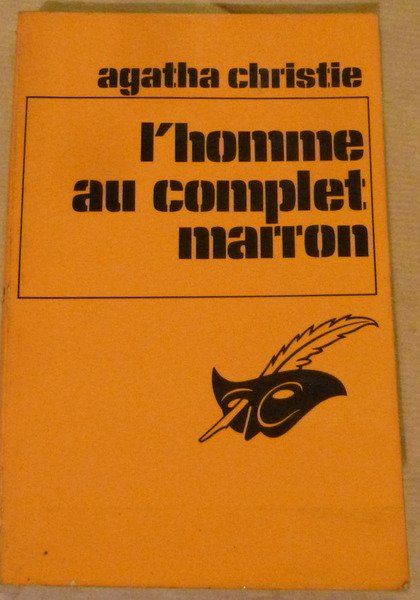 agatha christie
l'homme
au complet
marron